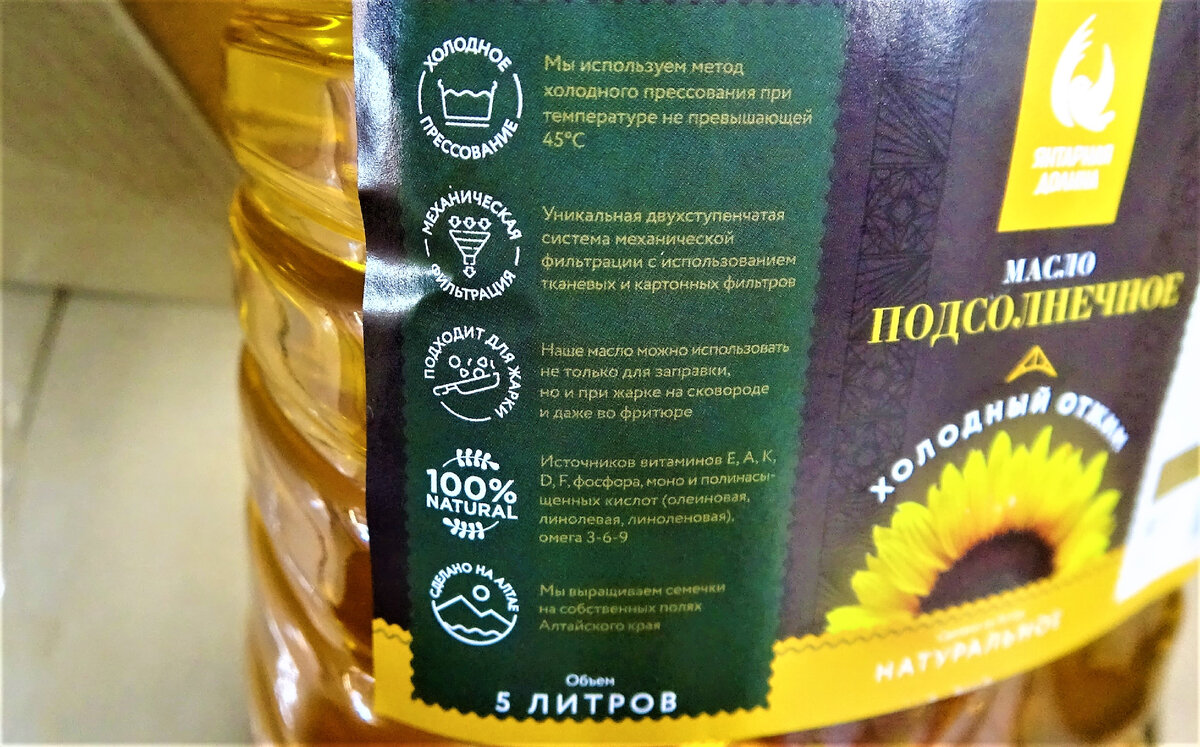 ХОЛОДНОЕ
ПРЕССОВАНИЕ
Мы используем метод
холодного прессования при
температуре не превышающей
45°С
МЕХАНИЧЕСКАЯ
ФИЛЬТРАЦИЯ
Уникальная двухступенчатая
система механической
фильтрации с использованием
тканевых и картонных фильтров
ПОДХОДИТ ДЛЯ ЖАРКИ
Наше масло можно использовать
не только для заправки,
но и при жарке на сковороде
и даже во фритюре
100%
NATURAL
Источников витаминов Е, А, К,
D, F, фосфора, моно и полинасы-
щенных кислот (олеиновая,
линолевая, линоленовая),
омега 3-6-9
СДЕЛАНО НА АЛТАЕ
Мы выращиваем семечки
на собственных полях
Алтайского края
Объем
5 ЛИТРОВ
ЯНТАРНАЯ
ДОЛИНА
МАСЛО
ПОДСОЛНЕЧНОЕ
ХОЛОДНЫЙ ОТЖИМ
НАТУРАЛЬНОЕ